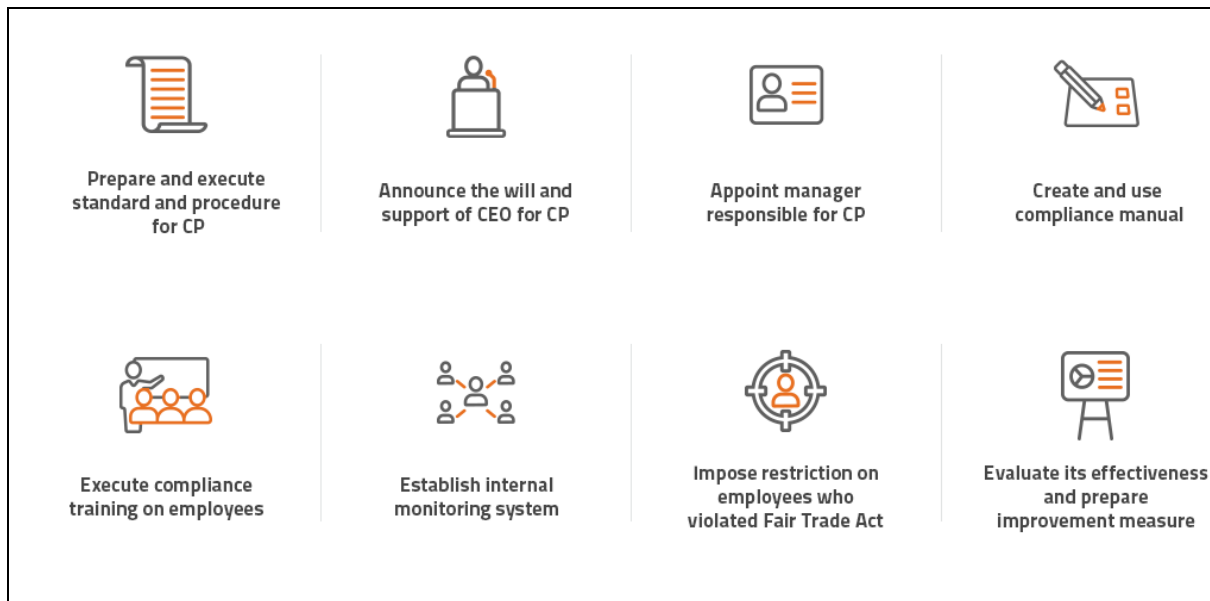 Prepare and execute
standard and procedure
for CP
Announce the will and
support of CEO for CP
Appoint manager
responsible for CP
Create and use
compliance manual
Execute compliance
training on employees
Establish internal
monitoring system
Impose restriction on
employees who
violated Fair Trade Act
Evaluate its effectiveness
and prepare
improvement measure